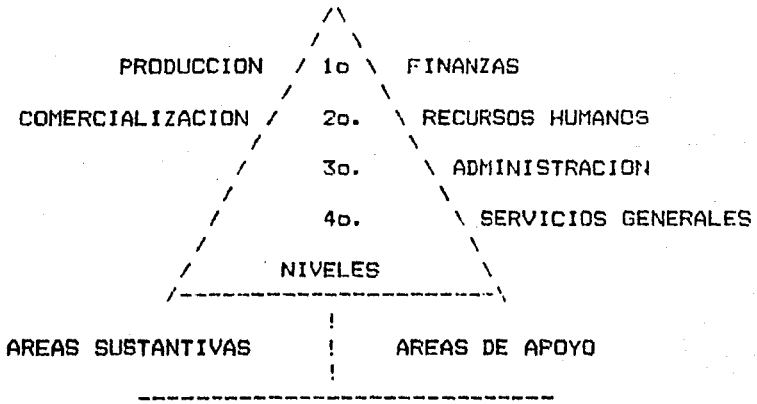 PRODUCCION 1o FINANZAS
COMERCIALIZACION 2o. RECURSOS HUMANOS
3o. ADMINISTRACION
4o. SERVICIOS GENERALES
NIVELES
AREAS SUSTANTIVAS ! AREAS DE APOYO